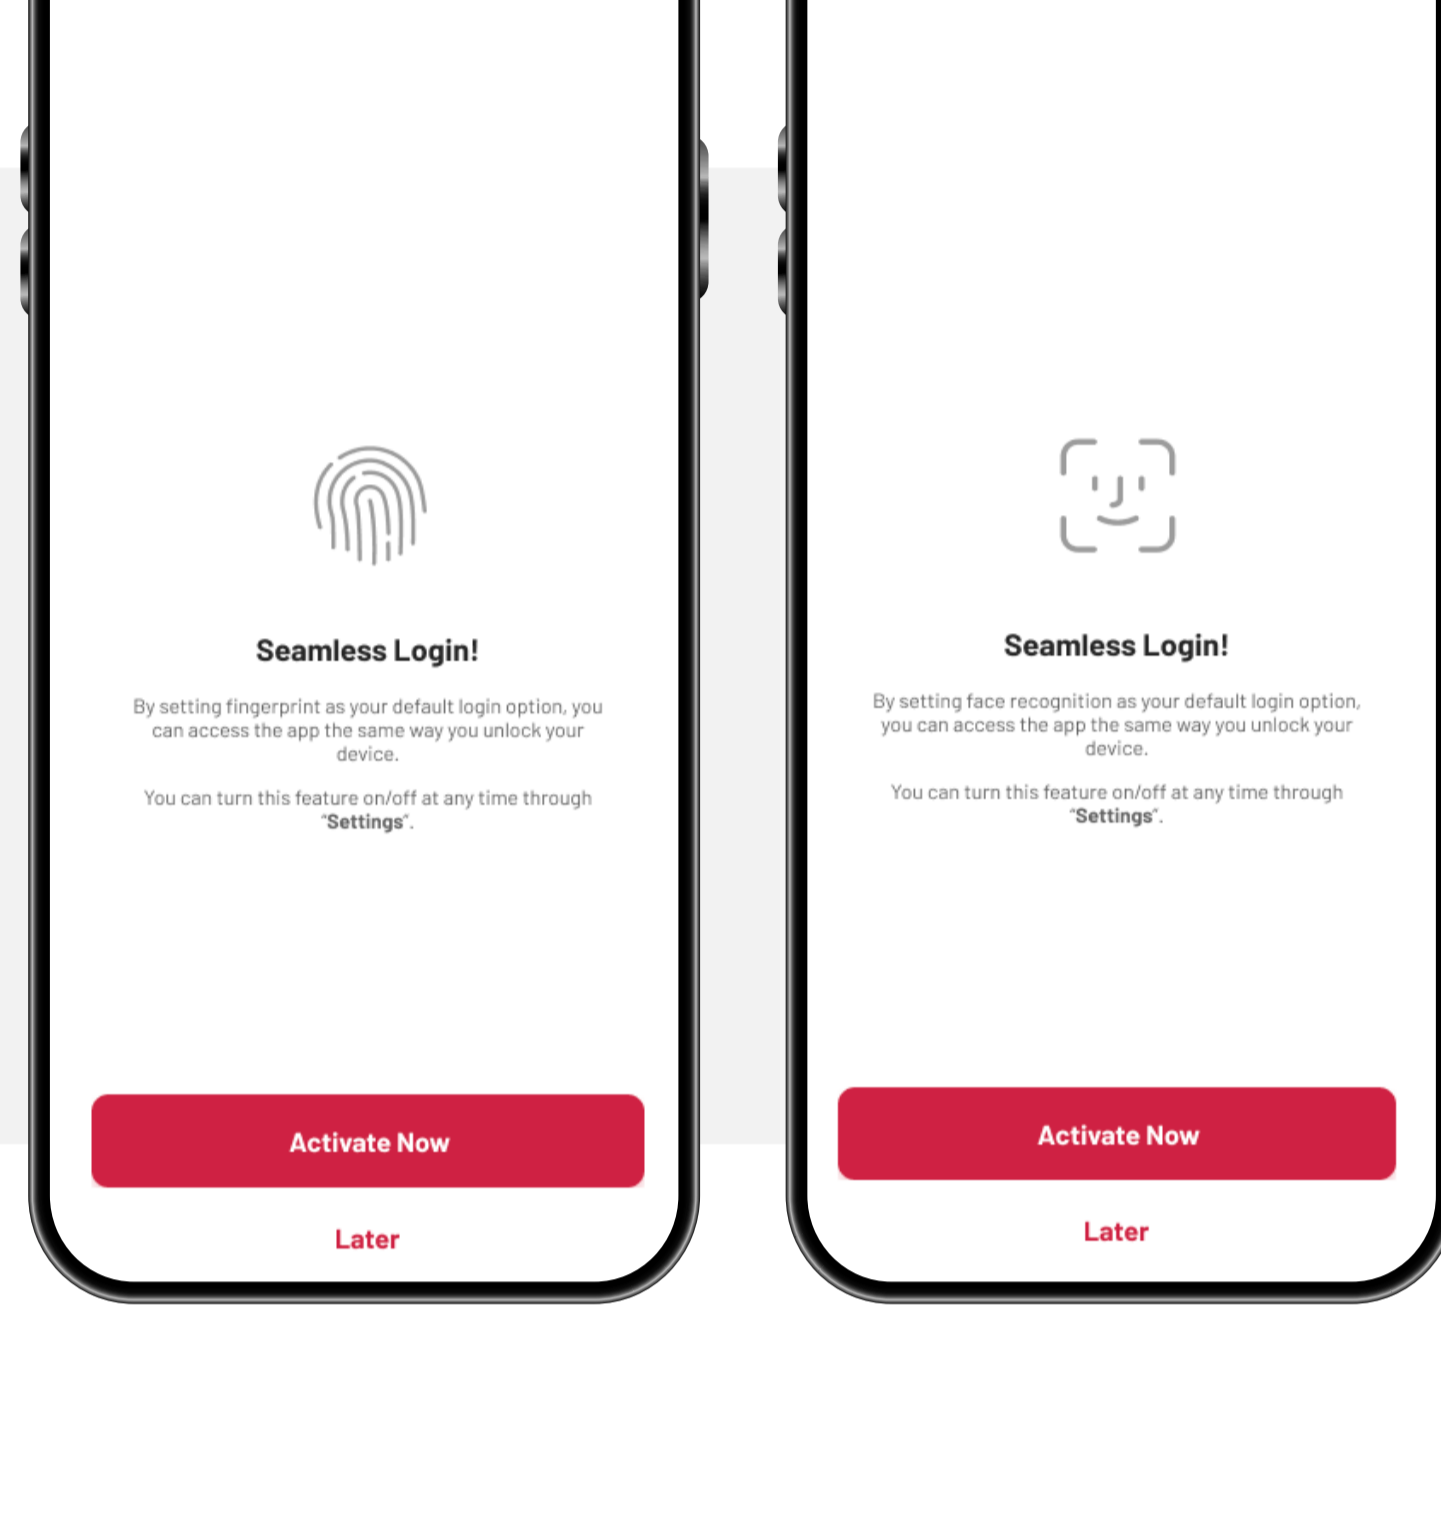 Seamless Login!
By setting fingerprint as your default login option, you
can access the app the same way you unlock your
device.
You can turn this feature on/off at any time through
“Settings”.
Activate Now
Later
Seamless Login!
By setting face recognition as your default login option,
you can access the app the same way you unlock your
device.
You can turn this feature on/off at any time through
“Settings”.
Activate Now
Later